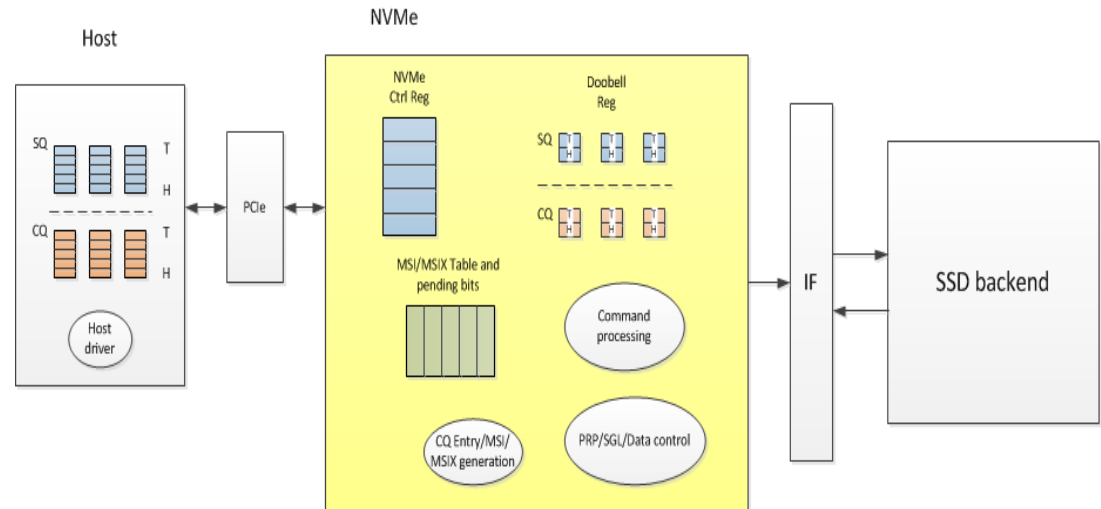 NVMe
Host
NVMe
Ctrl Reg
Doobell
Reg
SQ
T
H
CQ
T
H
Host
driver
PCIe
SQ
T
H
T
H
T
H
CQ
T
H
T
H
T
H
MSI/MSIX Table and
pending bits
Command
processing
CQ Entry/MSI/
MSIX generation
PRP/SGL/Data control
IF
SSD backend